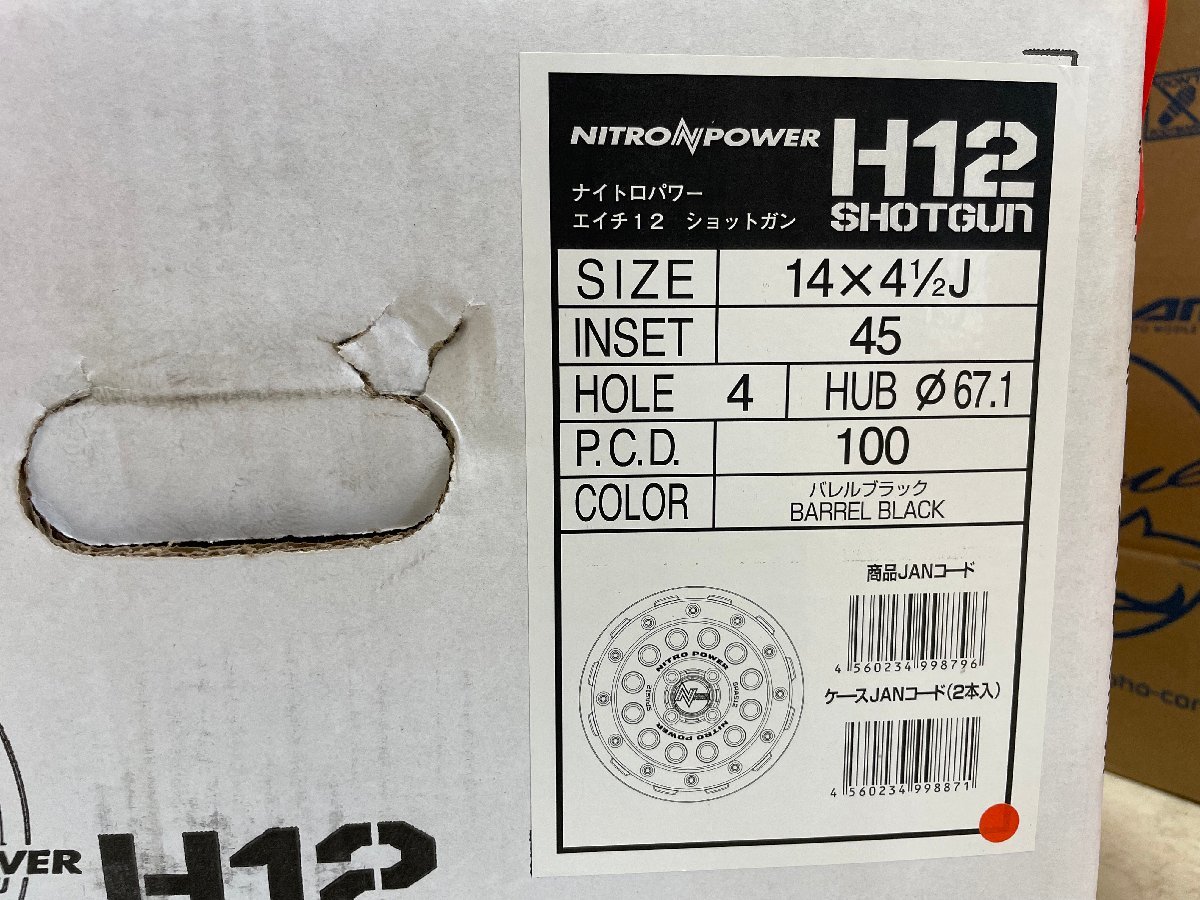 NITRO POWER H12
SHOTGUN
ナイトロパワー
エイチ12 ショットガン
SIZE 14×4½J
INSET 45
HOLE 4 HUB Ø 67.1
P.C.D. 100
COLOR バレルブラック
BARREL BLACK
商品JANコード
4 560234 998796
ケースJANコード(2本入)
4 560234 998871
NITRO POWER
NITRO POWER
H12